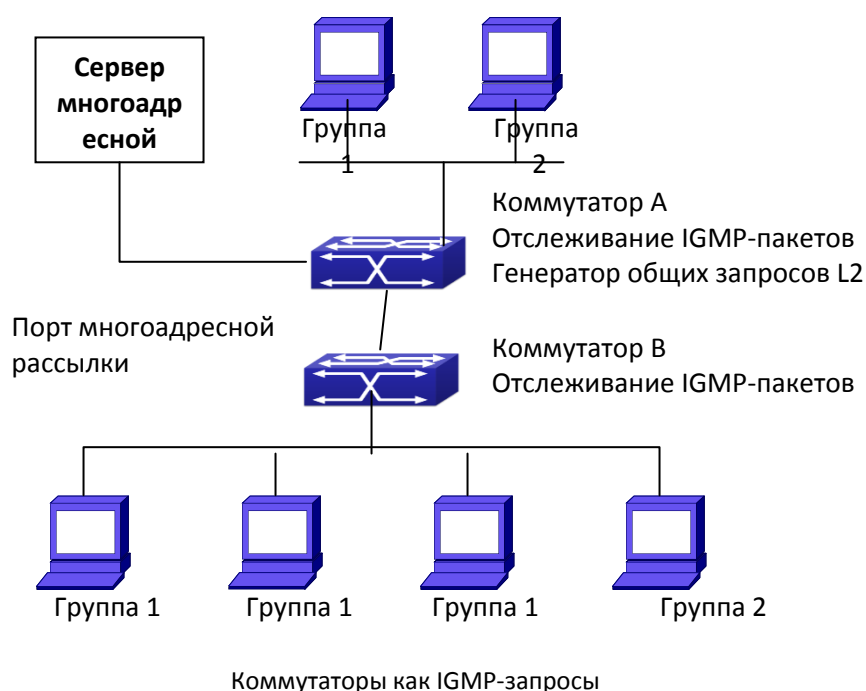 Сервер
многоадр
есной
Группа
1
Группа
2
Коммутатор A
Отслеживание IGMP-пакетов
Генератор общих запросов L2
Порт многоадресной
рассылки
Коммутатор B
Отслеживание IGMP-пакетов
Группа 1
Группа 1
Группа 1
Группа 2
Коммутаторы как IGMP-запросы